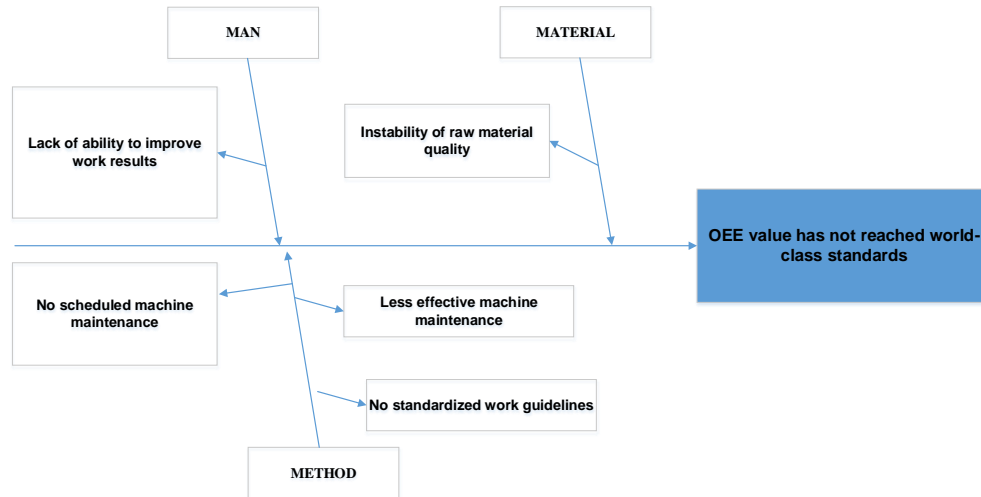 MAN
MATERIAL
Lack of ability to improve
work results
Instability of raw material
quality
OEE value has not reached world-
class standards
No scheduled machine
maintenance
Less effective machine
maintenance
No standardized work guidelines
METHOD